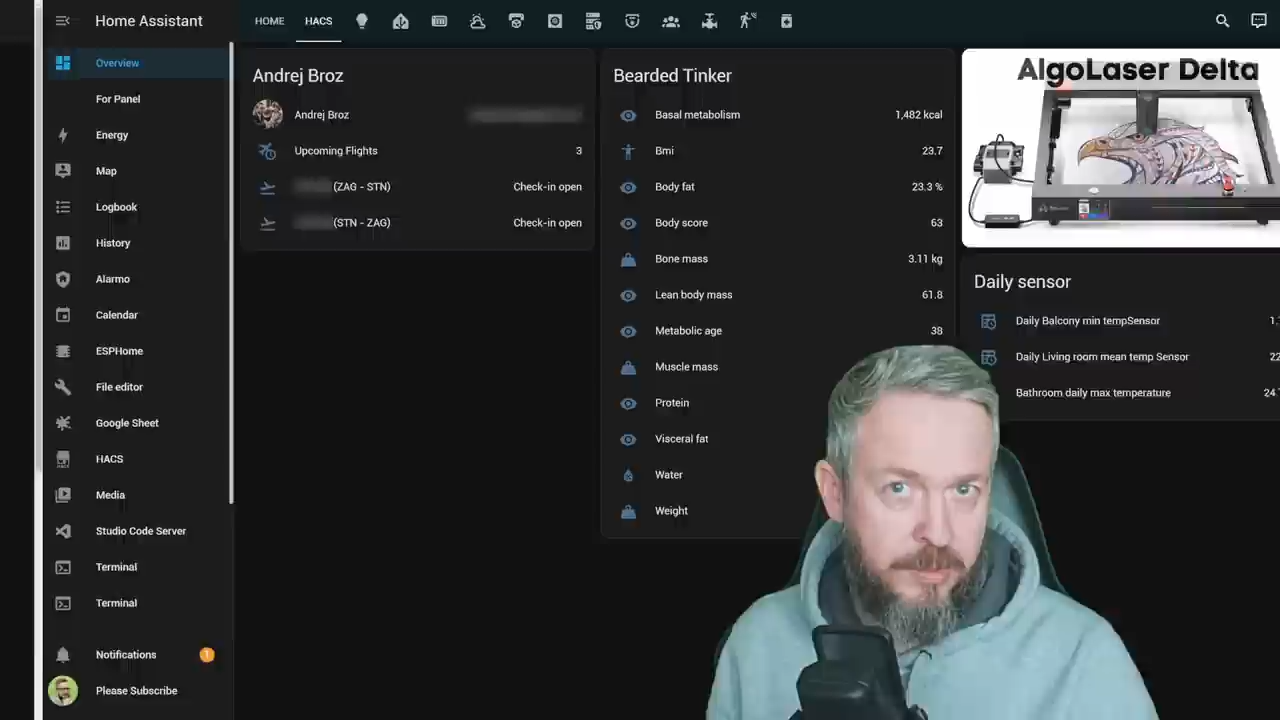 Home Assistant
HOME
HACS
Overview
For Panel
Energy
Map
Logbook
History
Alarmo
Calendar
ESPHome
File editor
Google Sheet
HACS
Media
Studio Code Server
Terminal
Terminal
Notifications
1
Please Subscribe
Andrej Broz
Andrej Broz
Upcoming Flights 3
(ZAG - STN) Check-in open
(STN - ZAG) Check-in open
Bearded Tinker
Basal metabolism 1,482 kcal
Bmi 23.7
Body fat 23.3 %
Body score 63
Bone mass 3.11 kg
Lean body mass 61.8
Metabolic age 38
Muscle mass
Protein
Visceral fat
Water
Weight
AlgoLaser Delta
Daily sensor
Daily Balcony min tempSensor 1.
Daily Living room mean temp Sensor 22
Bathroom daily max temperature 24.